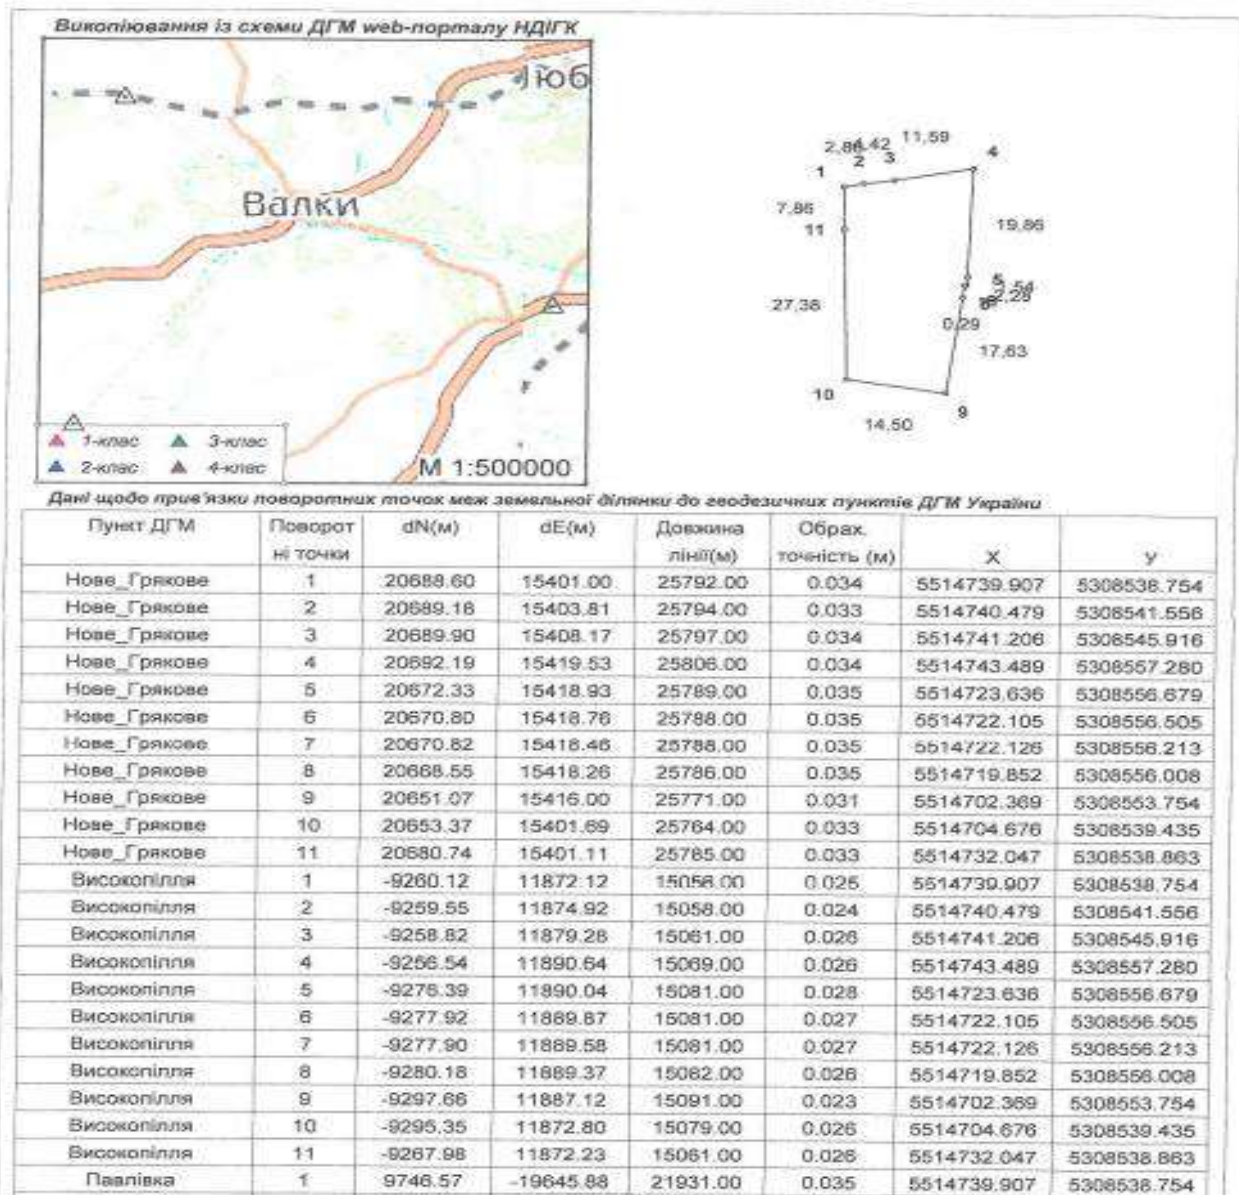 Викопіювання із схеми ДГМ web-порталу НДІГК
Люб
Валки
1-клас 3-клас
2-клас 4-клас
М 1:500000
2,86 4,42 11,59
1 2 3 4
7,86
11
19,86
5
27,38
0,29
17,63
10
9
14,50
Дані щодо прив'язки поворотних точок меж земельної ділянки до геодезичних пунктів ДГМ України
Пункт ДГМ Поворот dN(м) dE(м) Довжина Обрах.
ні точки лінії(м) точність (м) X У
Нове_Грякове 1 20688.60 15401.00 25792.00 0.034 5514739.907 5308538.754
Нове_Грякове 2 20689.18 15403.81 25794.00 0.033 5514740.479 5308541.556
Нове_Грякове 3 20689.90 15408.17 25797.00 0.034 5514741.206 5308545.916
Нове_Грякове 4 20692.19 15419.53 25806.00 0.034 5514743.489 5308557.280
Нове_Грякове 5 20672.33 15418.93 25789.00 0.035 5514723.636 5308556.679
Нове_Грякове 6 20670.80 15418.76 25788.00 0.035 5514722.105 5308556.505
Нове_Грякове 7 20670.82 15418.46 25788.00 0.035 5514722.126 5308556.213
Нове_Грякове 8 20668.55 15418.26 25786.00 0.035 5514719.852 5308556.008
Нове_Грякове 9 20651.07 15416.00 25771.00 0.031 5514702.369 5308553.754
Нове_Грякове 10 20653.37 15401.69 25764.00 0.033 5514704.676 5308539.435
Нове_Грякове 11 20680.74 15401.11 25785.00 0.033 5514732.047 5308538.863
Високопілля 1 -9260.12 11872.12 15056.00 0.025 5514739.907 5308538.754
Високопілля 2 -9259.55 11874.92 15058.00 0.024 5514740.479 5308541.556
Високопілля 3 -9258.82 11879.28 15061.00 0.026 5514741.206 5308545.916
Високопілля 4 -9256.54 11890.64 15069.00 0.026 5514743.489 5308557.280
Високопілля 5 -9276.39 11890.04 15081.00 0.028 5514723.636 5308556.679
Високопілля 6 -9277.92 11889.87 15081.00 0.027 5514722.105 5308556.505
Високопілля 7 -9277.90 11889.58 15081.00 0.027 5514722.126 5308556.213
Високопілля 8 -9280.18 11889.37 15082.00 0.026 5514719.852 5308556.008
Високопілля 9 -9297.66 11887.12 15091.00 0.023 5514702.369 5308553.754
Високопілля 10 -9295.35 11872.80 15079.00 0.026 5514704.676 5308539.435
Високопілля 11 -9267.98 11872.23 15061.00 0.026 5514732.047 5308538.863
Павлівка 1 9746.57 -19645.88 21931.00 0.035 5514739.907 5308538.754